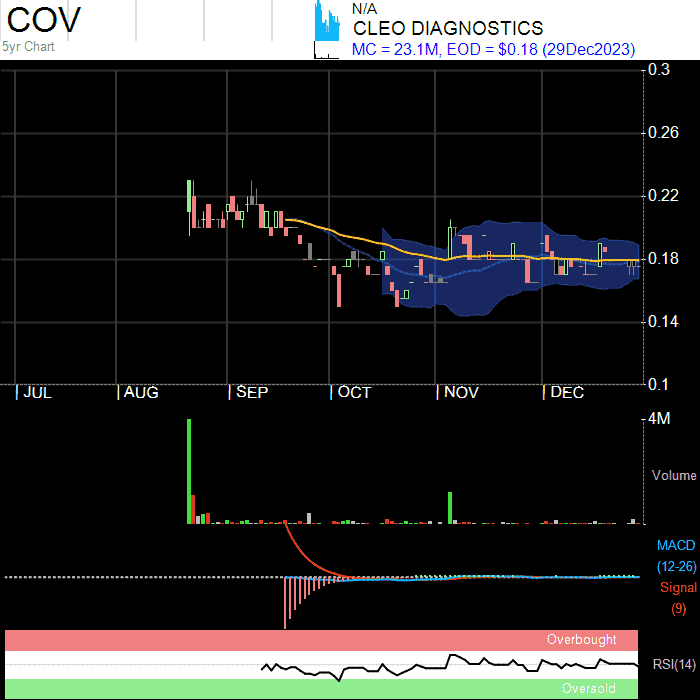 COV
5yr Chart
N/A
CLEO DIAGNOSTICS
MC = 23.1M, EOD = $0.18 (29Dec2023)
0.3
0.26
0.22
0.18
0.14
0.1
JUL AUG SEP OCT NOV DEC
4M
Volume
MACD
(12-26)
Signal
(9)
Overbought
RSI(14)
Oversold